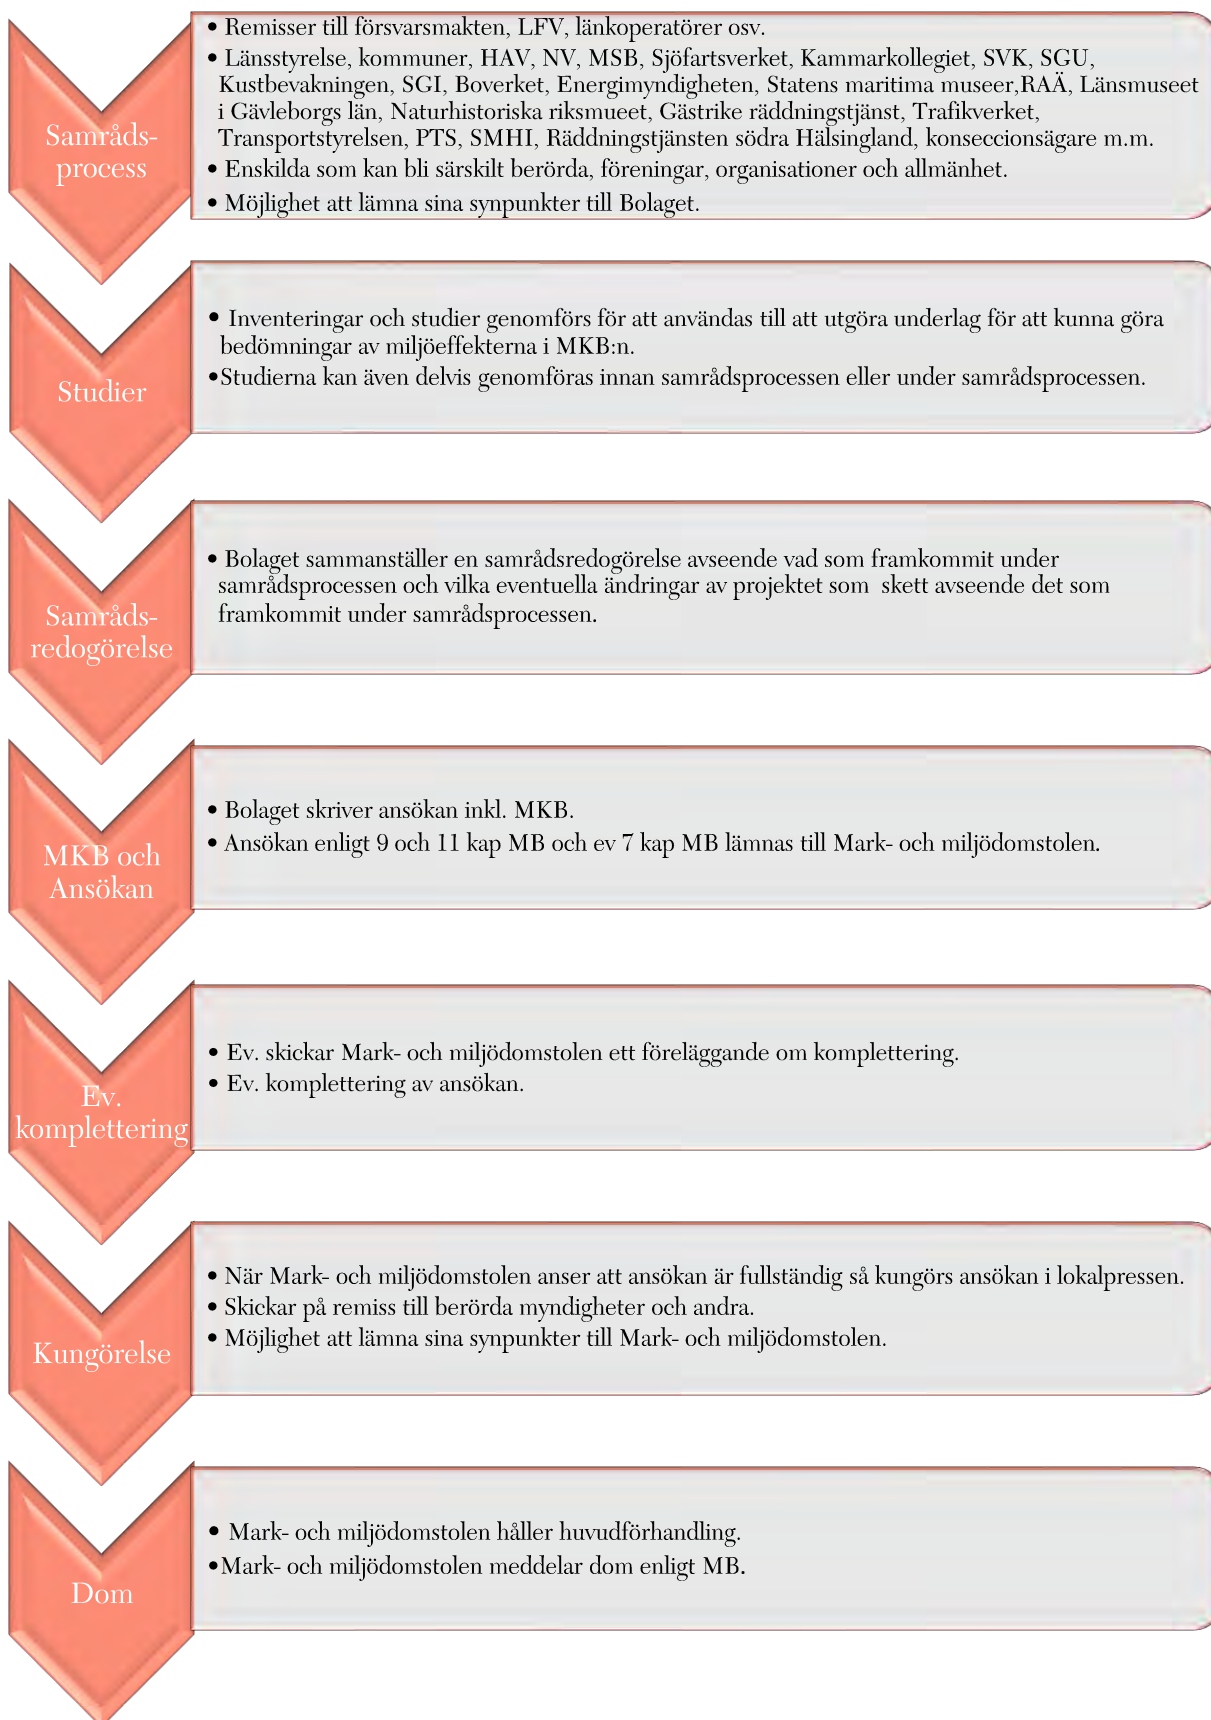 Samråds-
process
• Remisser till försvarsmakten, LFV, länkoperatörer osv.
• Länsstyrelse, kommuner, HAV, NV, MSB, Sjöfartsverket, Kammarkollegiet, SVK, SGU,
Kustbevakningen, SGI, Boverket, Energimyndigheten, Statens maritima museer,RAÄ, Länsmuseet
i Gävleborgs län, Naturhistoriska riksmueet, Gästrike räddningstjänst, Trafikverket,
Transportstyrelsen, PTS, SMHI, Räddningstjänsten södra Hälsingland, konseccionsägare m.m.
• Enskilda som kan bli särskilt berörda, föreningar, organisationer och allmänhet.
• Möjlighet att lämna sina synpunkter till Bolaget.
Studier
• Inventeringar och studier genomförs för att användas till att utgöra underlag för att kunna göra
bedömningar av miljöeffekterna i MKB:n.
•Studierna kan även delvis genomföras innan samrådsprocessen eller under samrådsprocessen.
Samråds-
redogörelse
• Bolaget sammanställer en samrådsredogörelse avseende vad som framkommit under
samrådsprocessen och vilka eventuella ändringar av projektet som skett avseende det som
framkommit under samrådsprocessen.
MKB och
Ansökan
• Bolaget skriver ansökan inkl. MKB.
• Ansökan enligt 9 och 11 kap MB och ev 7 kap MB lämnas till Mark- och miljödomstolen.
Ev.
komplettering
• Ev. skickar Mark- och miljödomstolen ett föreläggande om komplettering.
• Ev. komplettering av ansökan.
Kungörelse
• När Mark- och miljödomstolen anser att ansökan är fullständig så kungörs ansökan i lokalpressen.
• Skickar på remiss till berörda myndigheter och andra.
• Möjlighet att lämna sina synpunkter till Mark- och miljödomstolen.
Dom
• Mark- och miljödomstolen håller huvudförhandling.
•Mark- och miljödomstolen meddelar dom enligt MB.